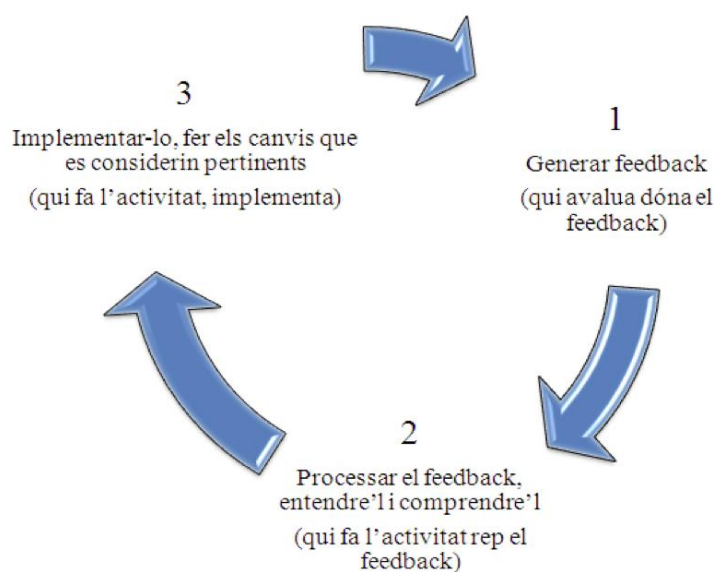 3
Implementar-lo, fer els canvis que
es considerin pertinents
(qui fa l'activitat, implementa)
1
Generar feedback
(qui avalua dóna el
feedback)
2
Processar el feedback,
entendre'l i comprendre'l
(qui fa l'activitat rep el
feedback)